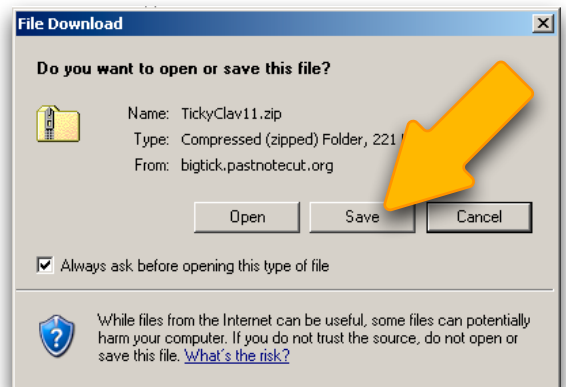 File Download
Do you want to open or save this file?
Name: TickyClav11.zip
Type: Compressed (zipped) Folder, 221
From: bigtick.pastnotecut.org
Open Save Cancel
Always ask before opening this type of file
While files from the Internet can be useful, some files can potentially
harm your computer. If you do not trust the source, do not open or
save this file. What's the risk?